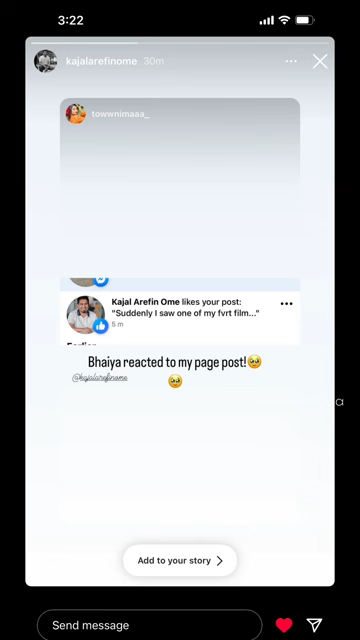 3:22
kajalarefinome 30m
towwnimaaa_
Kajal Arefin Ome likes your post:
"Suddenly I saw one of my fvrt film..."
5 m
Bhaiya reacted to my page post!🥹
@kajalarefinome 🥹
Add to your story
Send message